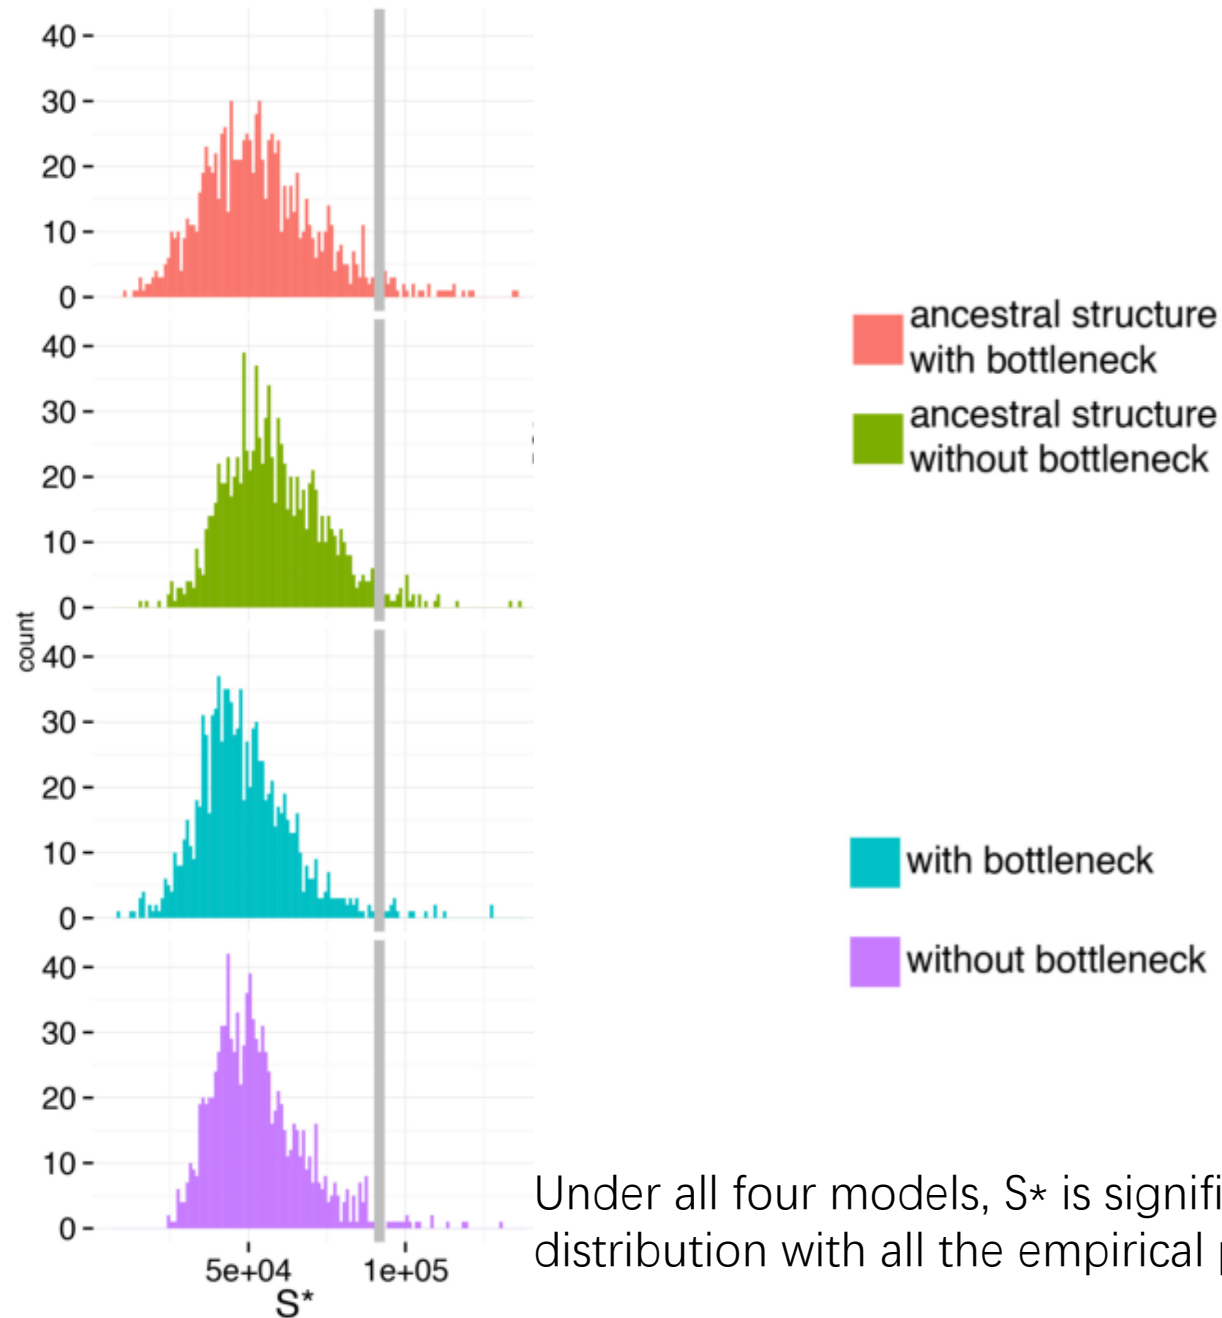 40
30
20
10
0
40
30
20
10
0
count
40
30
20
10
0
40
30
20
10
0
5e+04 1e+05
S*
ancestral structure
with bottleneck
ancestral structure
without bottleneck
with bottleneck
without bottleneck
Under all four models, S* is signifi
distribution with all the empirical